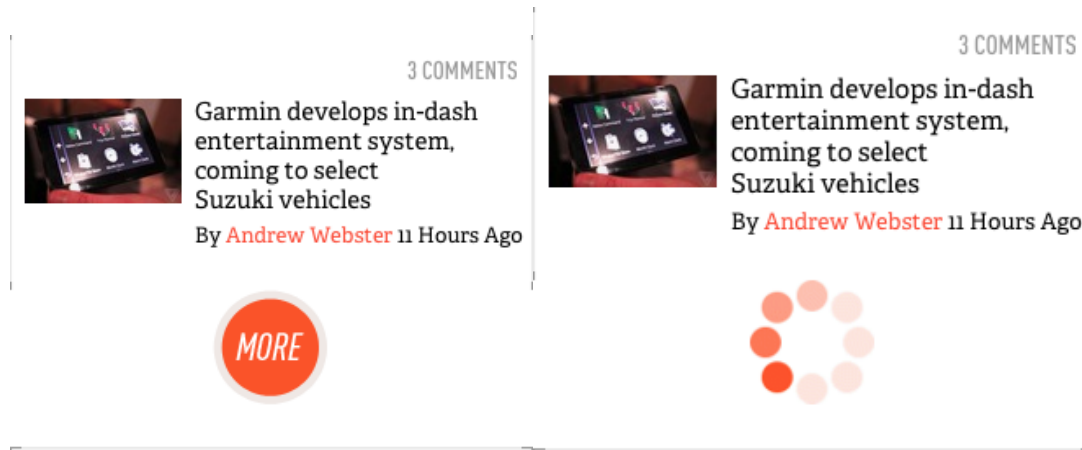 3 COMMENTS
Garmin develops in-dash
entertainment system,
coming to select
Suzuki vehicles
By Andrew Webster 11 Hours Ago
MORE
3 COMMENTS
Garmin develops in-dash
entertainment system,
coming to select
Suzuki vehicles
By Andrew Webster 11 Hours Ago